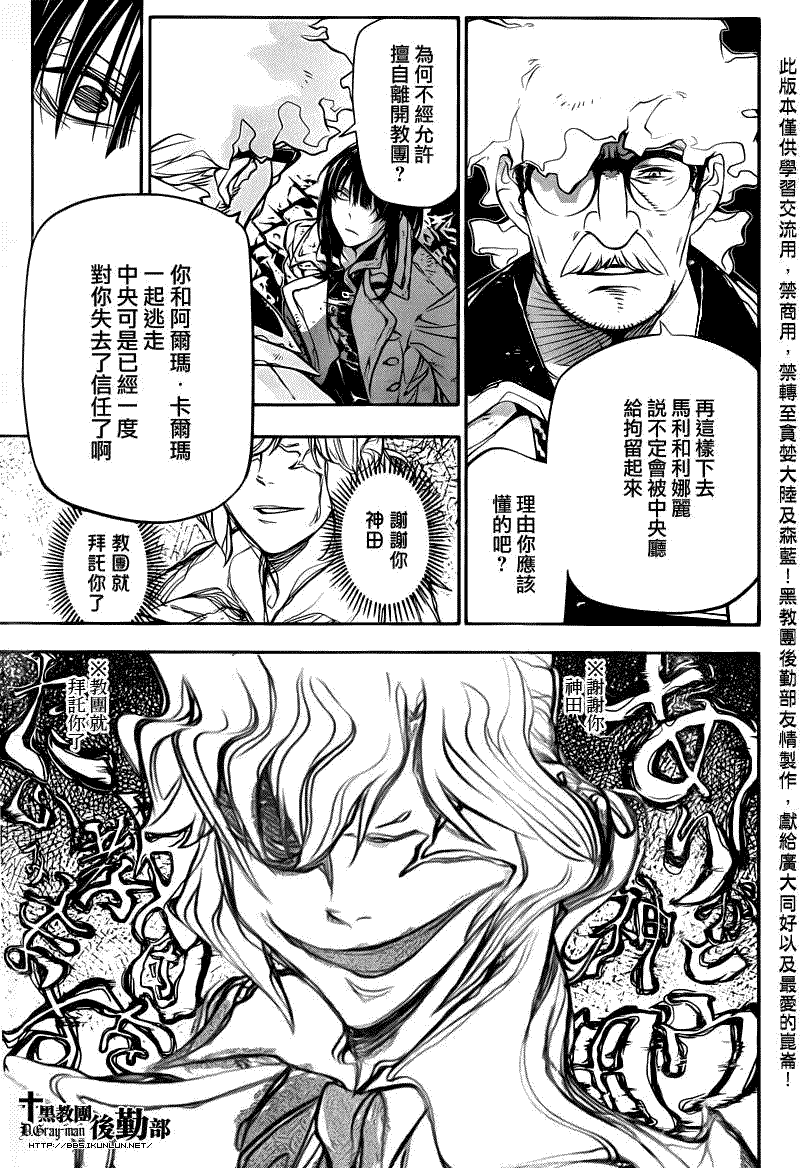 再這樣下去
馬利和利娜麗
説不定會被中央廳
給拘留起來
理由你應該
懂的吧？
為何不經允許
擅自離開教團？
你和阿爾瑪．卡爾瑪
一起逃走
中央可是已經一度
對你失去了信任了啊
謝謝你
神田
教團就
拜託你了
※謝謝你
神田
※教團就
拜託你了
此版本僅供學習交流用，禁商用，禁轉至貪婪大陸及森藍！黑教團後勤部友情製作，獻給廣大同好以及最愛的崑崙！
黑教團
D.Gray-man
後勤部
HTTP://BBS.IKUNLUN.NET/